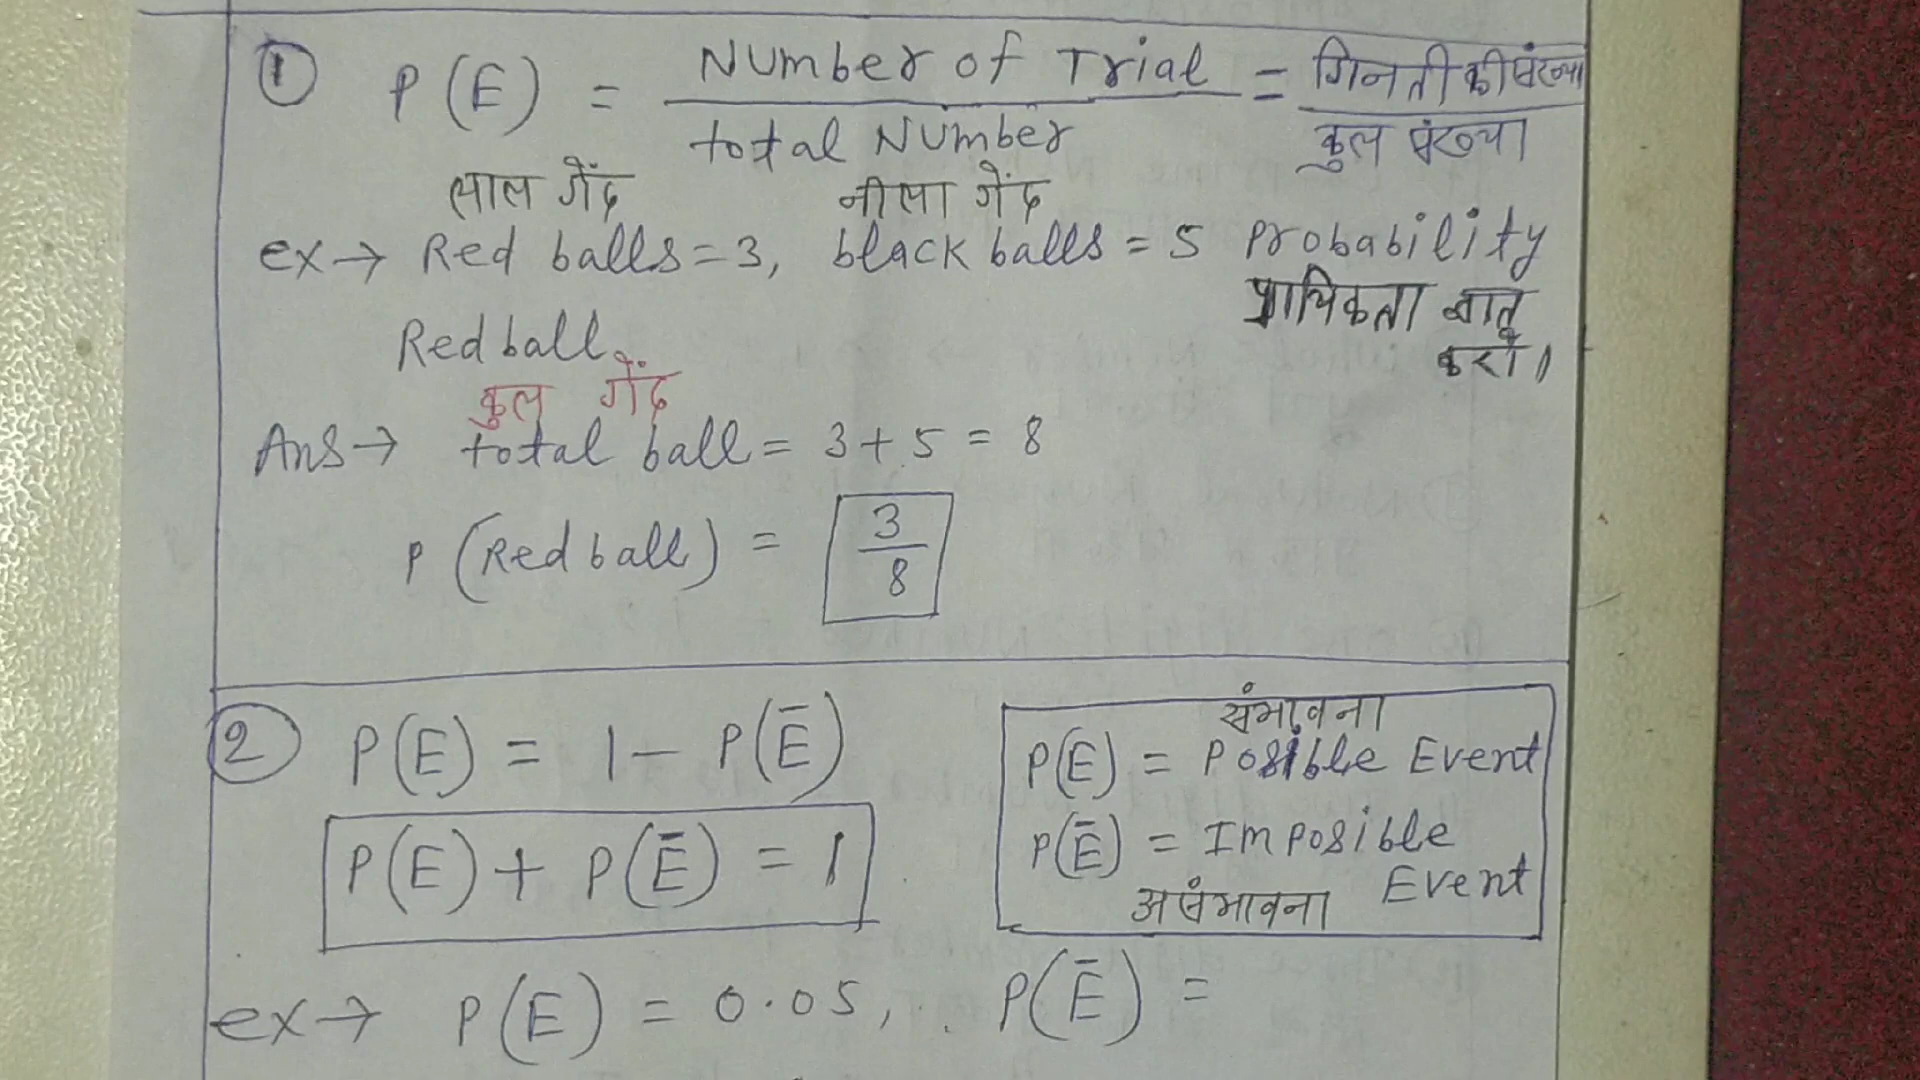 ① P(E) = Number of Trial / total Number = गिनती की संख्या / कुल संख्या
लाल गेंद नीला गेंद
ex→ Red balls = 3, black balls = 5 Probability
Red ball प्रायिकता ज्ञात करो।
कुल गेंद
Ans→ total ball = 3 + 5 = 8
P (Red ball) = 3/8
② P(E) = 1 – P(Ē)
P(E) + P(Ē) = 1
संभावना
P(E) = Posible Event
P(Ē) = Imposible Event
असंभावना
ex→ P(E) = 0.05, P(Ē) =